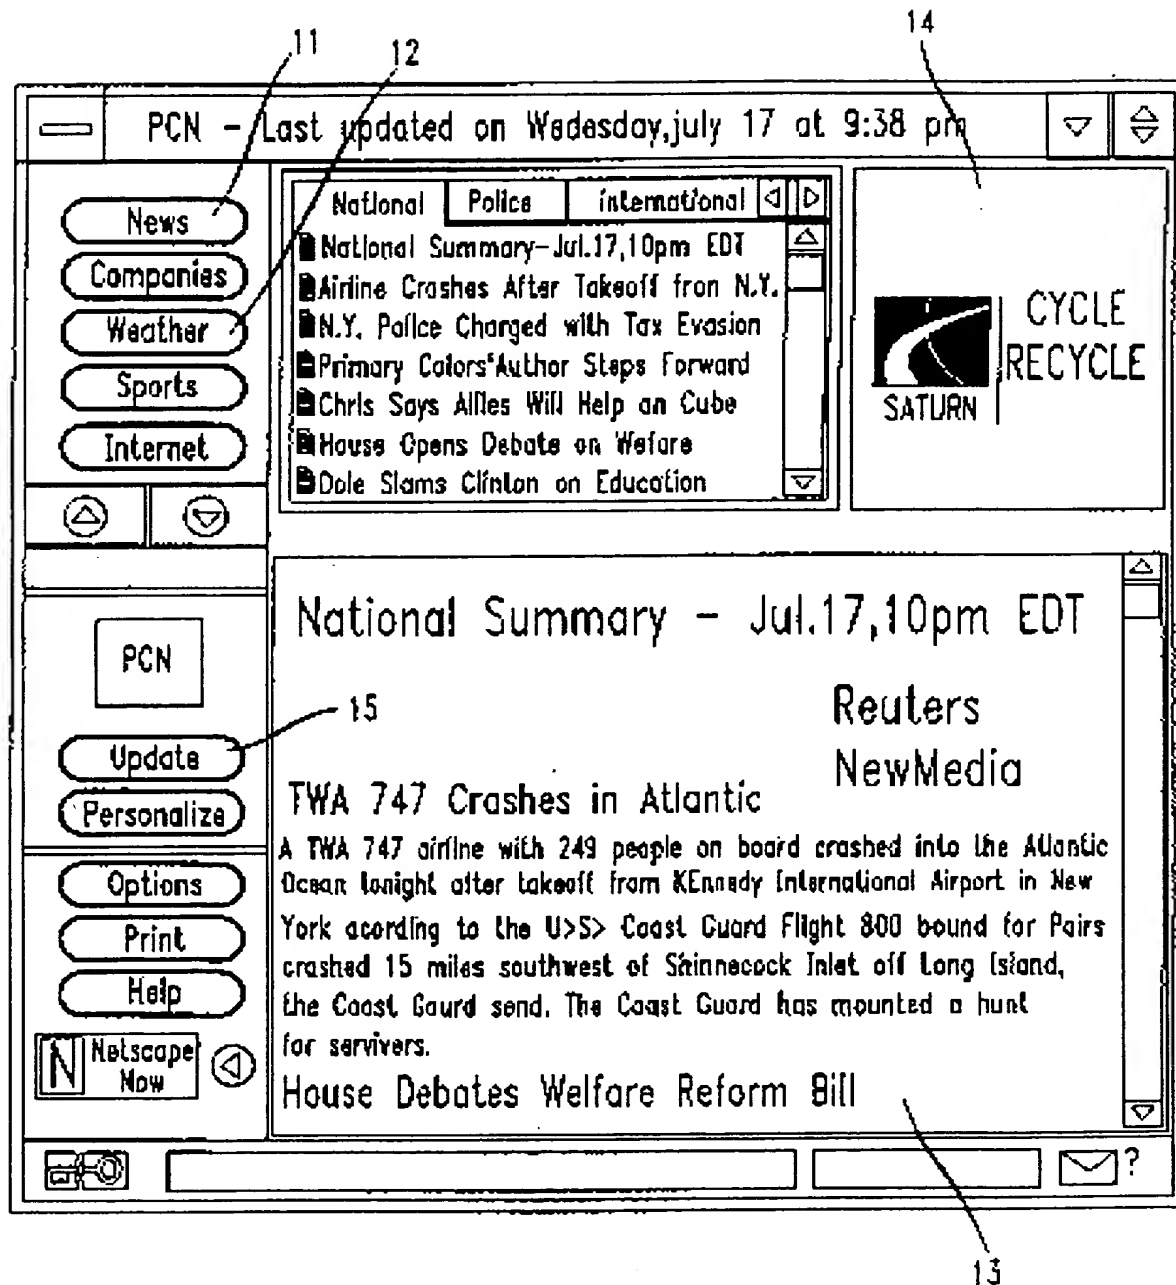 11
12
14
PCN - Last updated on Wedesday,july 17 at 9:38 pm
News
Companies
Weather
Sports
Internet
National Police international
National Summary-Jul.17,10pm EDT
Airline Crashes After Takeoff fron N.Y.
N.Y. Police Charged with Tax Evasion
Primary Colors'Author Steps Forward
Chris Says Allies Will Help on Cube
House Opens Debate on Wefare
Dole Slams Clinton on Education
SATURN
CYCLE
RECYCLE
PCN
15
Update
Personalize
Options
Print
Help
N Netscape
Now
National Summary - Jul.17,10pm EDT
Reuters
NewMedia
TWA 747 Crashes in Atlantic
A TWA 747 airline with 249 people on board crashed into the Atlantic
Ocean tonight after takeoff from KEnnedy International Airport in New
York acording to the U>S> Coast Guard Flight 800 bound for Pairs
crashed 15 miles southwest of Shinnecock Inlet off Long Island,
the Coast Gaurd send. The Coast Guard has mounted a hunt
for servivers.
House Debates Welfare Reform Bill
?
13